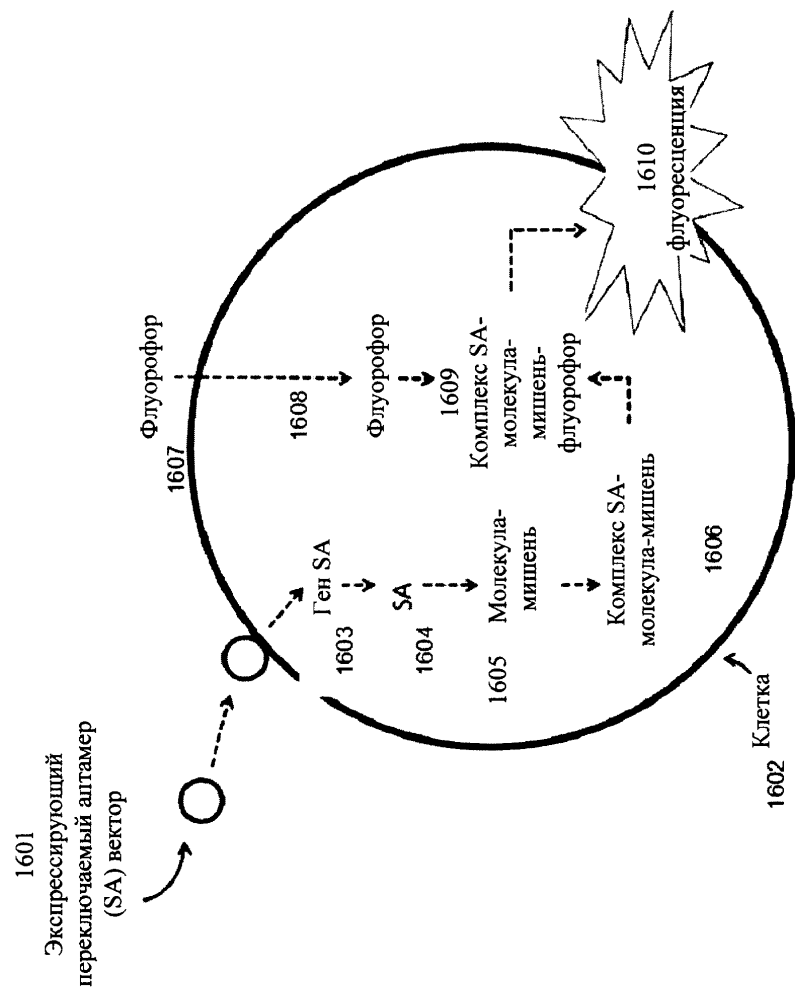 1601
Экспрессирующий
переключаемый аптамер
(SA) вектор
1607
Флуорофор
1608
Флуорофор
1603
Ген SA
1604
SA
1605
Молекула-
мишень
1606
Комплекс SA-
молекула-мишень
1609
Комплекс SA-
молекула-
мишень-
флуорофор
1610
флуоресценция
1602
Клетка